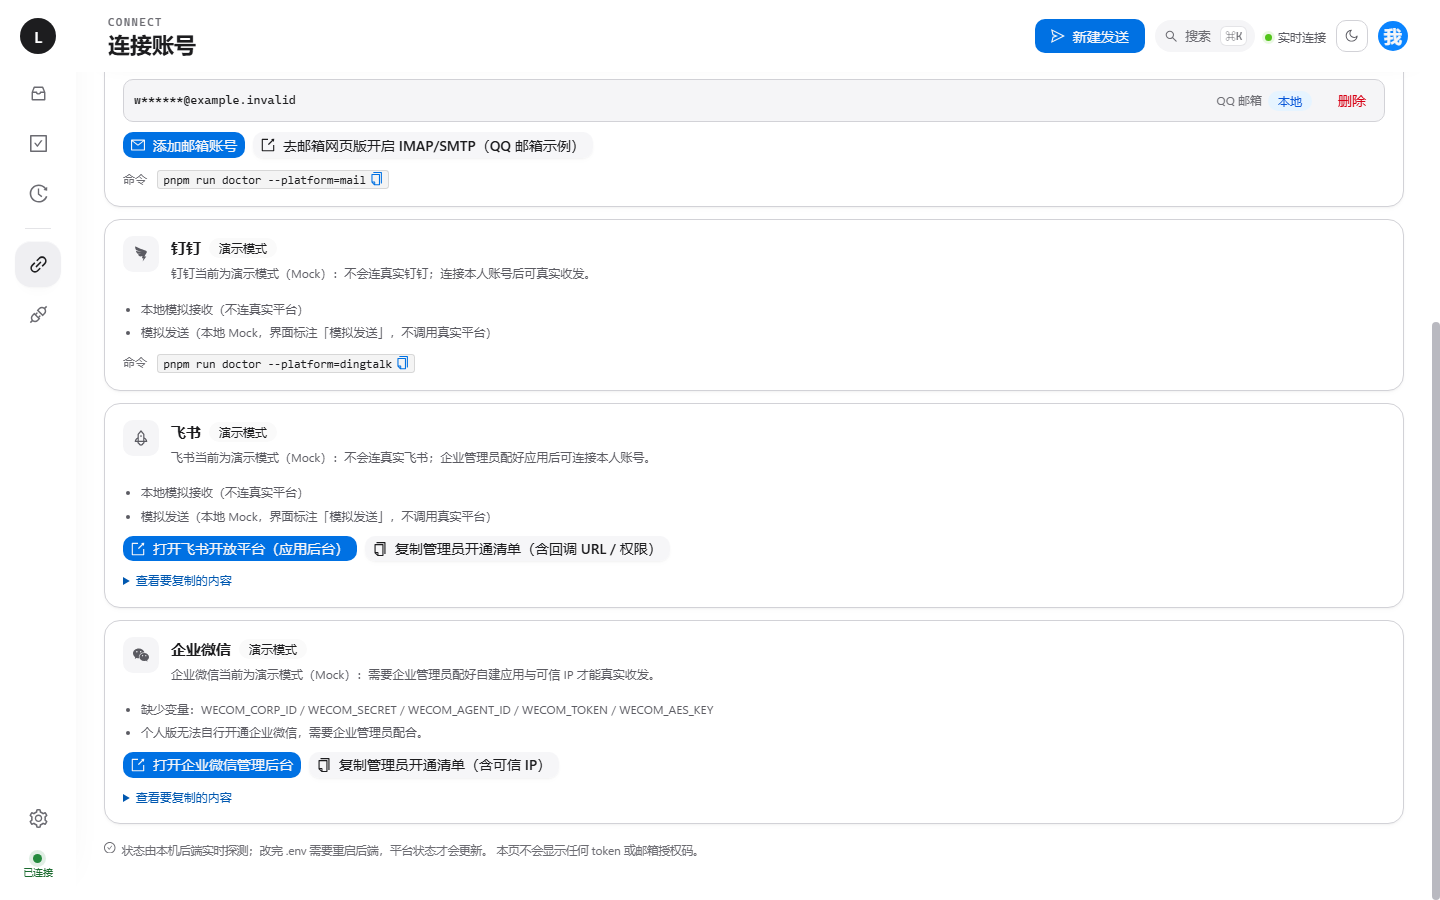 L
CONNECT
连接账号
新建发送
搜索 ⌘K
实时连接
我
w******@example.invalid
QQ 邮箱 本地 删除
添加邮箱账号 去邮箱网页版开启 IMAP/SMTP（QQ 邮箱示例）
命令 pnpm run doctor --platform=mail
钉钉 演示模式
钉钉当前为演示模式（Mock）：不会连真实钉钉；连接本人账号后可真实收发。
• 本地模拟接收（不连真实平台）
• 模拟发送（本地 Mock，界面标注「模拟发送」，不调用真实平台）
命令 pnpm run doctor --platform=dingtalk
飞书 演示模式
飞书当前为演示模式（Mock）：不会连真实飞书；企业管理员配好应用后可连接本人账号。
• 本地模拟接收（不连真实平台）
• 模拟发送（本地 Mock，界面标注「模拟发送」，不调用真实平台）
打开飞书开放平台（应用后台） 复制管理员开通清单（含回调 URL / 权限）
查看要复制的内容
企业微信 演示模式
企业微信当前为演示模式（Mock）：需要企业管理员配好自建应用与可信 IP 才能真实收发。
• 缺少变量：WECOM_CORP_ID / WECOM_SECRET / WECOM_AGENT_ID / WECOM_TOKEN / WECOM_AES_KEY
• 个人版无法自行开通企业微信，需要企业管理员配合。
打开企业微信管理后台 复制管理员开通清单（含可信 IP）
查看要复制的内容
状态由本机后端实时探测；改完 .env 需要重启后端，平台状态才会更新。 本页不会显示任何 token 或邮箱授权码。
已连接